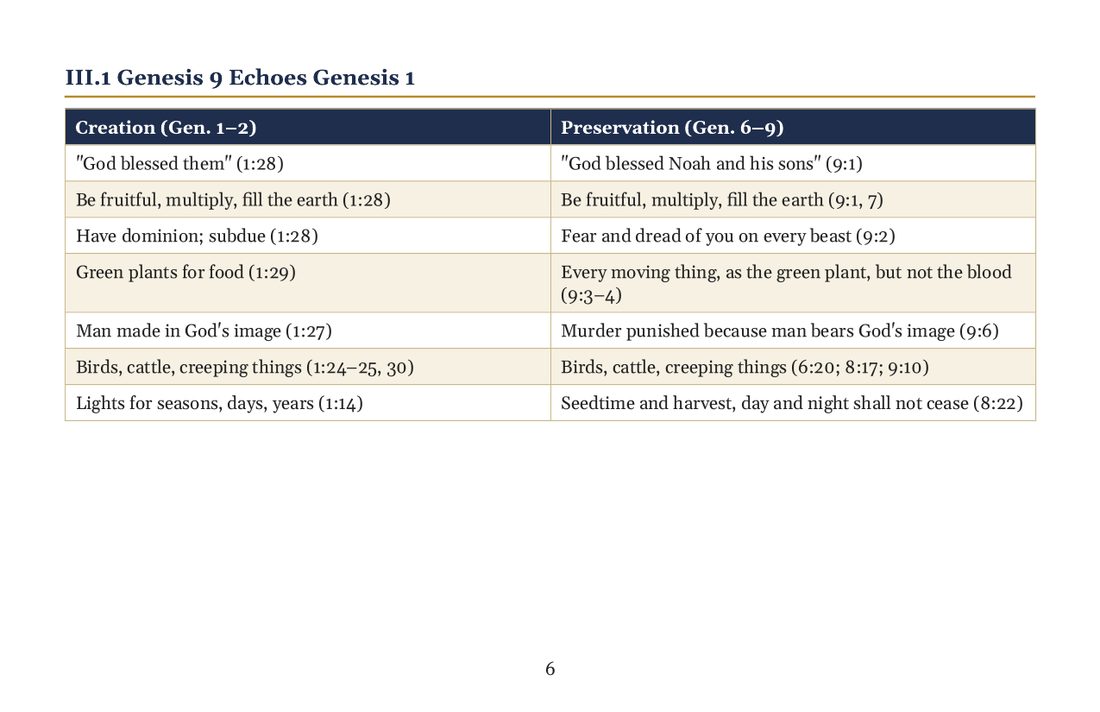 III.1 Genesis 9 Echoes Genesis 1
Creation (Gen. 1–2)
Preservation (Gen. 6–9)
"God blessed them" (1:28)
"God blessed Noah and his sons" (9:1)
Be fruitful, multiply, fill the earth (1:28)
Be fruitful, multiply, fill the earth (9:1, 7)
Have dominion; subdue (1:28)
Fear and dread of you on every beast (9:2)
Green plants for food (1:29)
Every moving thing, as the green plant, but not the blood
(9:3–4)
Man made in God's image (1:27)
Murder punished because man bears God's image (9:6)
Birds, cattle, creeping things (1:24–25, 30)
Birds, cattle, creeping things (6:20; 8:17; 9:10)
Lights for seasons, days, years (1:14)
Seedtime and harvest, day and night shall not cease (8:22)
6